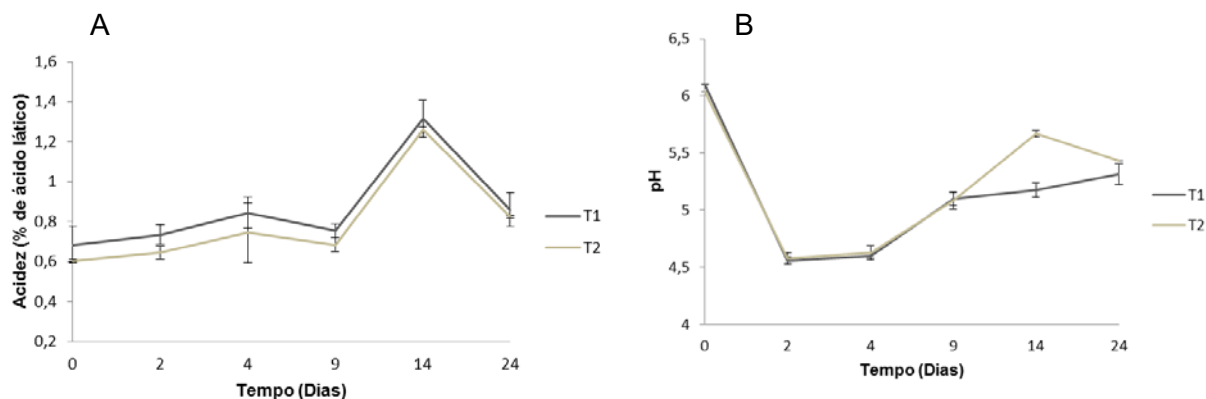 A
1,6
1,4
1,2
1
0,8
0,6
0,4
0,2
Acidez (% de ácido lático)
0 2 4 9 14 24
Tempo (Dias)
T1
T2
B
6,5
6
5,5
5
4,5
4
pH
0 2 4 9 14 24
Tempo (Dias)
T1
T2